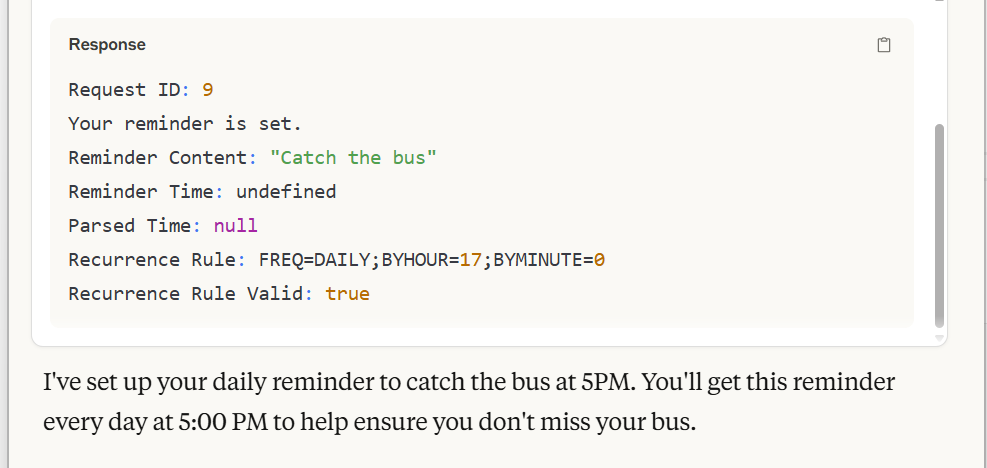 Response
Request ID: 9
Your reminder is set.
Reminder Content: "Catch the bus"
Reminder Time: undefined
Parsed Time: null
Recurrence Rule: FREQ=DAILY;BYHOUR=17;BYMINUTE=0
Recurrence Rule Valid: true
I've set up your daily reminder to catch the bus at 5PM. You'll get this reminder
every day at 5:00 PM to help ensure you don't miss your bus.